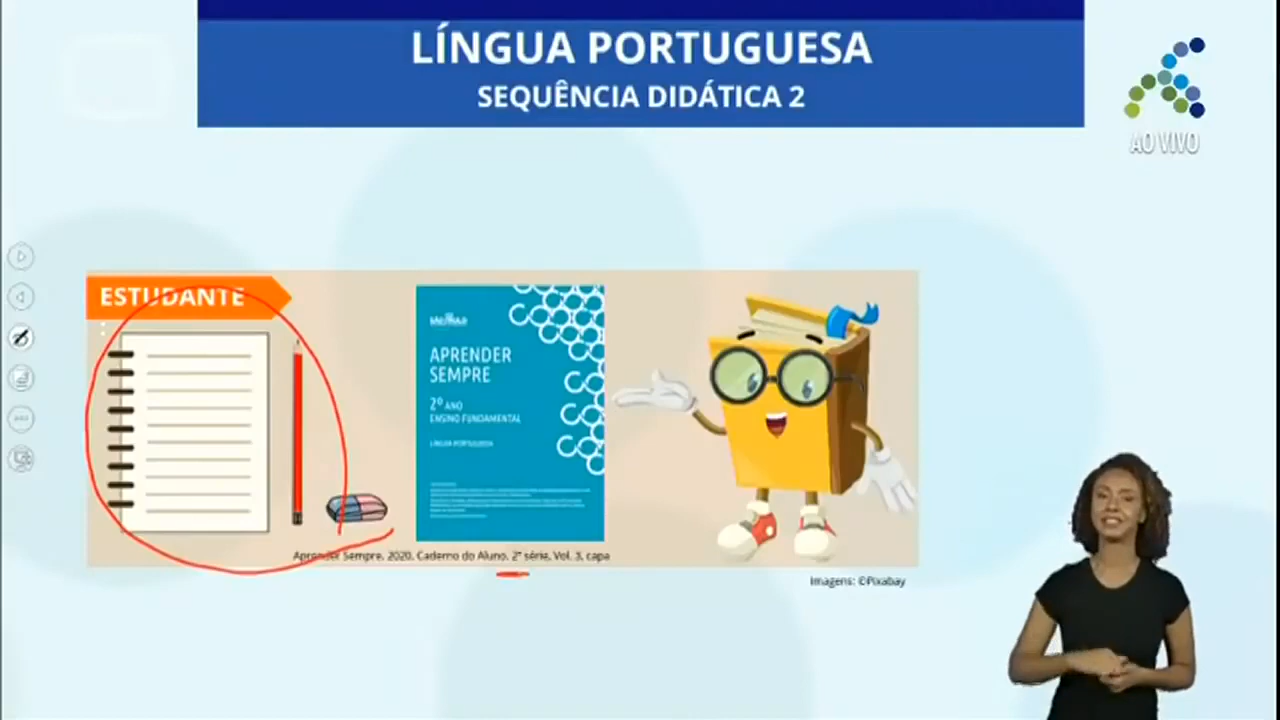 LÍNGUA PORTUGUESA
SEQUÊNCIA DIDÁTICA 2
AO VIVO
ESTUDANTE
APRENDER
SEMPRE
2º ANO
ENSINO FUNDAMENTAL
LÍNGUA PORTUGUESA
Aprender Sempre, 2020, Caderno do Aluno, 2ª série, Vol. 3, capa
Imagens: ©Pixabay